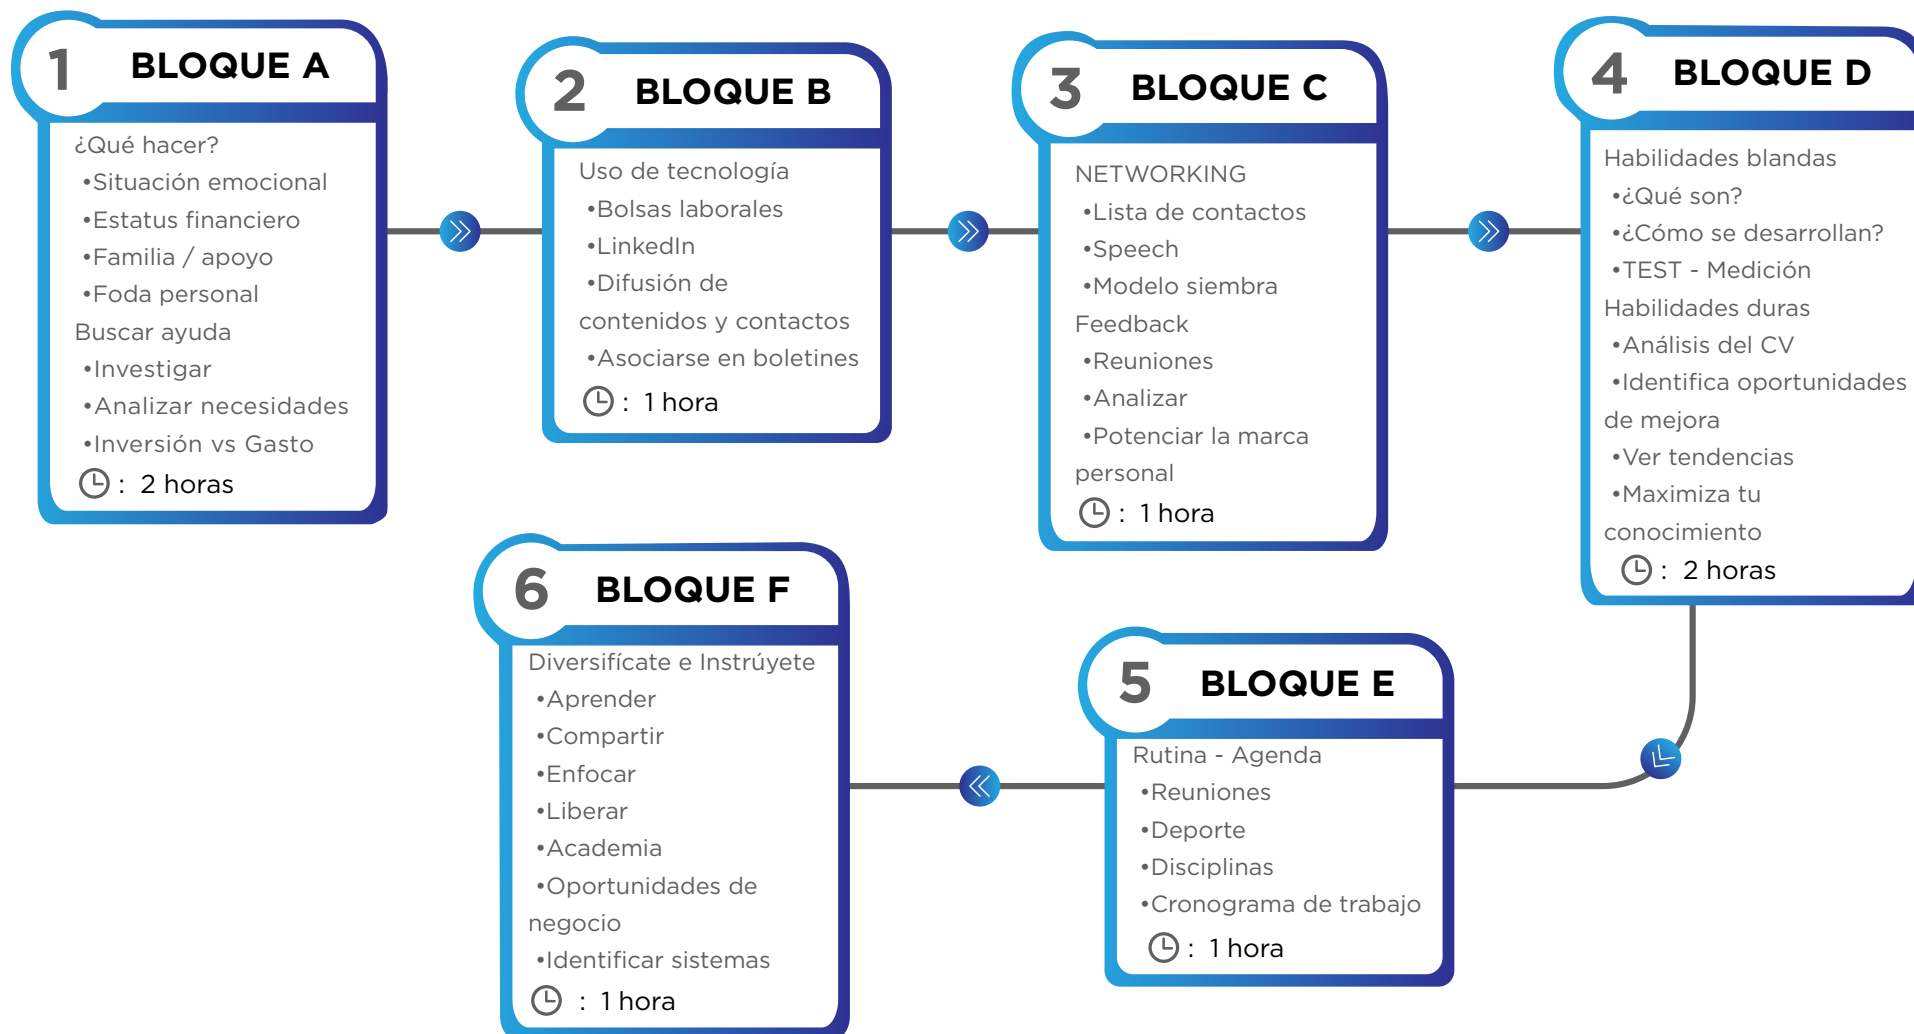 1
BLOQUE A
¿Qué hacer?
•Situación emocional
•Estatus financiero
•Familia / apoyo
•Foda personal
Buscar ayuda
•Investigar
•Analizar necesidades
•Inversión vs Gasto
: 2 horas
2
BLOQUE B
Uso de tecnología
•Bolsas laborales
•LinkedIn
•Difusión de
contenidos y contactos
•Asociarse en boletines
: 1 hora
3
BLOQUE C
NETWORKING
•Lista de contactos
•Speech
•Modelo siembra
Feedback
•Reuniones
•Analizar
•Potenciar la marca
personal
: 1 hora
4
BLOQUE D
Habilidades blandas
•¿Qué son?
•¿Cómo se desarrollan?
•TEST - Medición
Habilidades duras
•Análisis del CV
•Identifica oportunidades
de mejora
•Ver tendencias
•Maximiza tu
conocimiento
: 2 horas
5
BLOQUE E
Rutina - Agenda
•Reuniones
•Deporte
•Disciplinas
•Cronograma de trabajo
: 1 hora
6
BLOQUE F
Diversifícate e Instrúyete
•Aprender
•Compartir
•Enfocar
•Liberar
•Academia
•Oportunidades de
negocio
•Identificar sistemas
: 1 hora